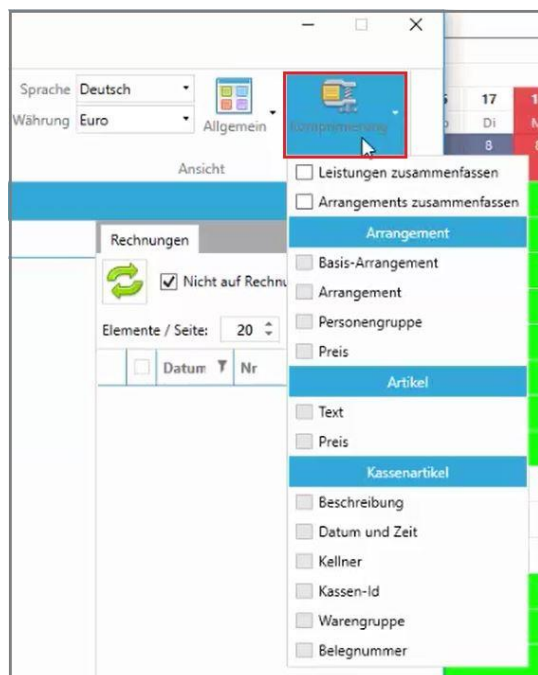 Sprache Deutsch
Währung Euro
Allgemein
Komprimierung
Ansicht
17
Di
8
Leistungen zusammenfassen
Arrangements zusammenfassen
Arrangement
Basis-Arrangement
Arrangement
Personengruppe
Preis
Artikel
Text
Preis
Kassenartikel
Beschreibung
Datum und Zeit
Kellner
Kassen-Id
Warengruppe
Belegnummer
Rechnungen
Nicht auf Rechnu
Elemente / Seite: 20
Datum Nr